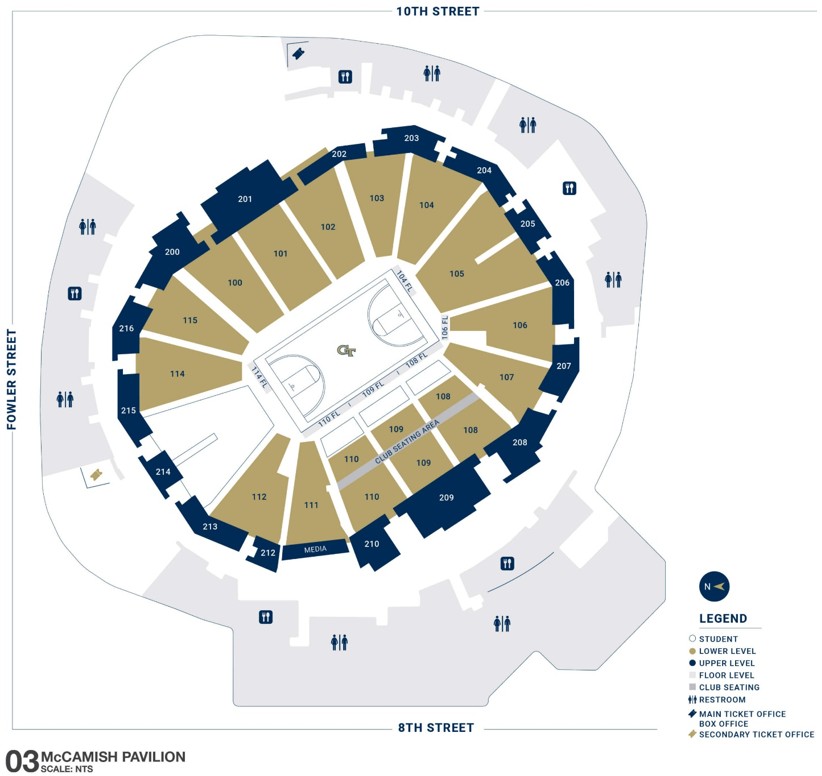 10TH STREET
203
202
204
201
103
205
104
102
200
101
105
206
100
104 FL
115
216
106 FL
106
GT
FOWLER STREET
114
114 FL
108 FL
207
107
109 FL
215
110 FL
108
109
108
208
CLUB SEATING AREA
110
109
214
112
110
209
111
213
210
212
MEDIA
N
LEGEND
STUDENT
LOWER LEVEL
UPPER LEVEL
FLOOR LEVEL
CLUB SEATING
RESTROOM
MAIN TICKET OFFICE
BOX OFFICE
SECONDARY TICKET OFFICE
8TH STREET
03 McCAMISH PAVILION
SCALE: NTS